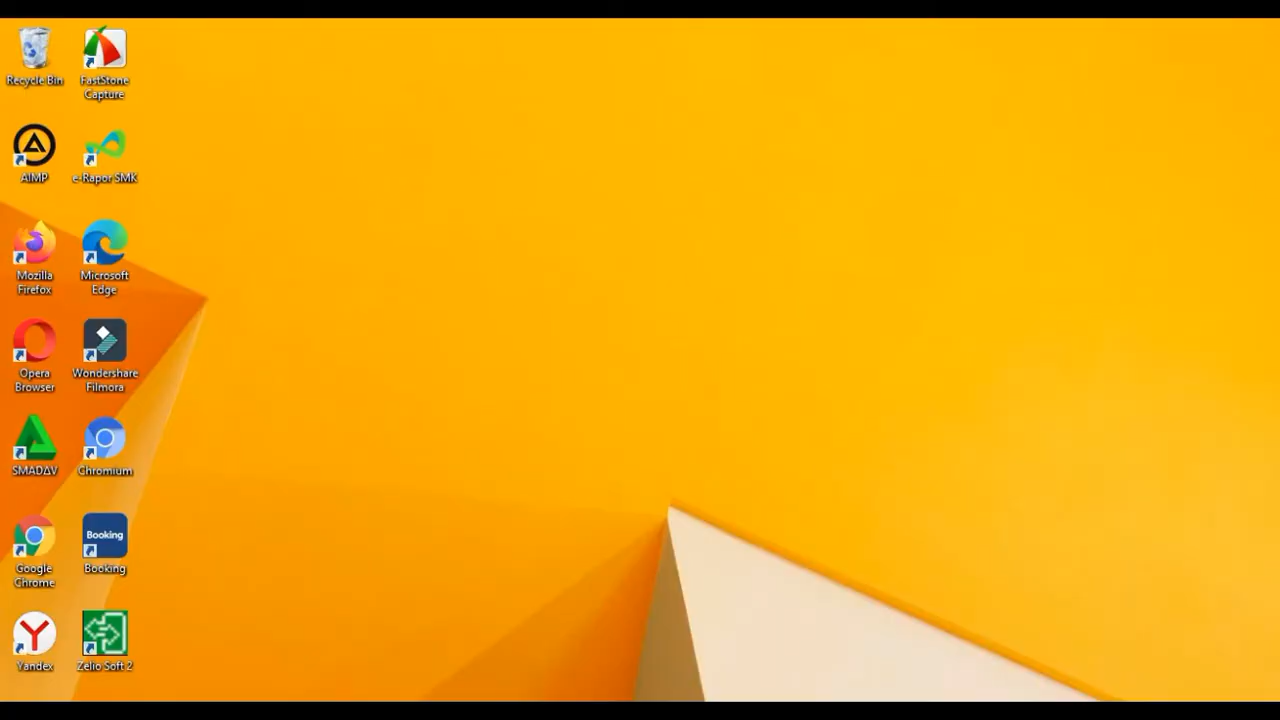 Recycle Bin
FastStone
Capture
AIMP
e-Rapor SMK
Mozilla
Firefox
Microsoft
Edge
Opera
Browser
Wondershare
Filmora
SMADΔV
Chromium
Google
Chrome
Booking
Booking
Yandex
Zelio Soft 2